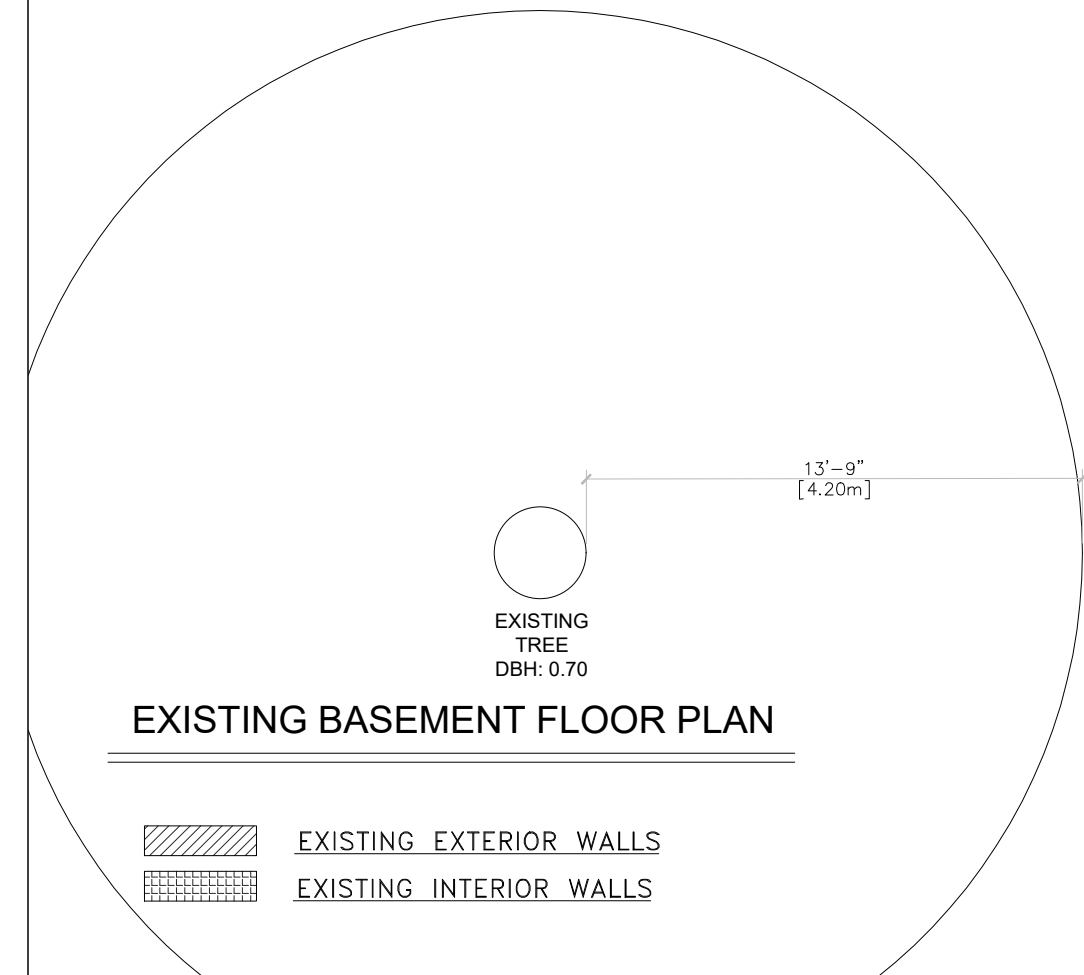 13'-9"
[4.20m]
EXISTING
TREE
DBH: 0.70
EXISTING BASEMENT FLOOR PLAN
EXISTING EXTERIOR WALLS
EXISTING INTERIOR WALLS